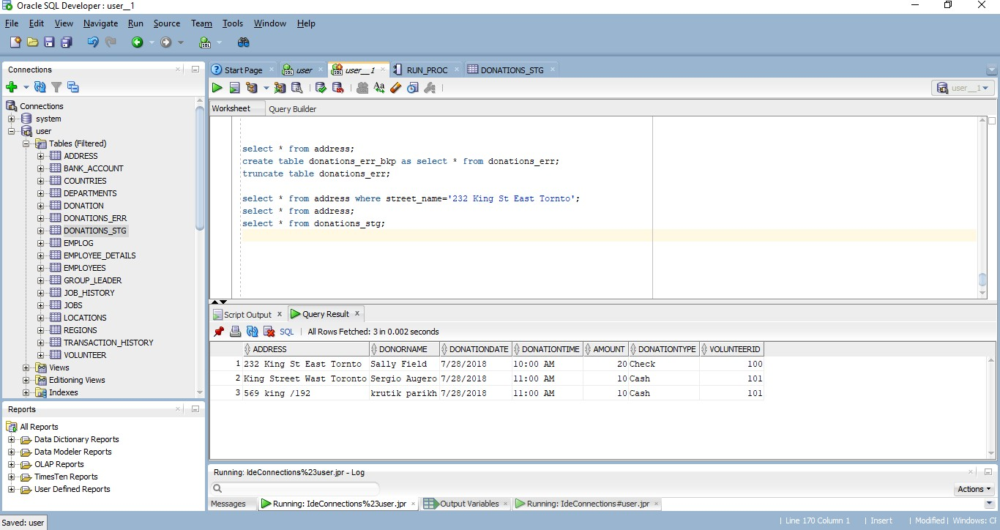 Oracle SQL Developer : user__1
File Edit View Navigate Run Source Team Tools Window Help
Connections
Connections
system
user
Tables (Filtered)
ADDRESS
BANK_ACCOUNT
COUNTRIES
DEPARTMENTS
DONATION
DONATIONS_ERR
DONATIONS_STG
EMPLOG
EMPLOYEE_DETAILS
EMPLOYEES
GROUP_LEADER
JOB_HISTORY
JOBS
LOCATIONS
REGIONS
TRANSACTION_HISTORY
VOLUNTEER
Views
Editioning Views
Indexes
Reports
All Reports
Data Dictionary Reports
Data Modeler Reports
OLAP Reports
TimesTen Reports
User Defined Reports
Start Page user user__1 RUN_PROC DONATIONS_STG
user__1
Worksheet Query Builder
select * from address;
create table donations_err_bkp as select * from donations_err;
truncate table donations_err;
select * from address where street_name='232 King St East Tornto';
select * from address;
select * from donations_stg;
Script Output x Query Result x
SQL | All Rows Fetched: 3 in 0.002 seconds
ADDRESS DONORNAME DONATIONDATE DONATIONTIME AMOUNT DONATIONTYPE VOLUNTEERID
1 232 King St East Tornto Sally Field 7/28/2018 10:00 AM 20 Check 100
2 King Street Wast Toronto Sergio Augero 7/28/2018 11:00 AM 10 Cash 101
3 569 king /192 krutik parikh 7/28/2018 11:00 AM 10 Cash 101
Running: IdeConnections%23user.jpr - Log
Actions
Messages Running: IdeConnections%23user.jpr Output Variables Running: IdeConnections#user.jpr
Saved: user
Line 170 Column 1 | Insert | Modified | Windows: CF